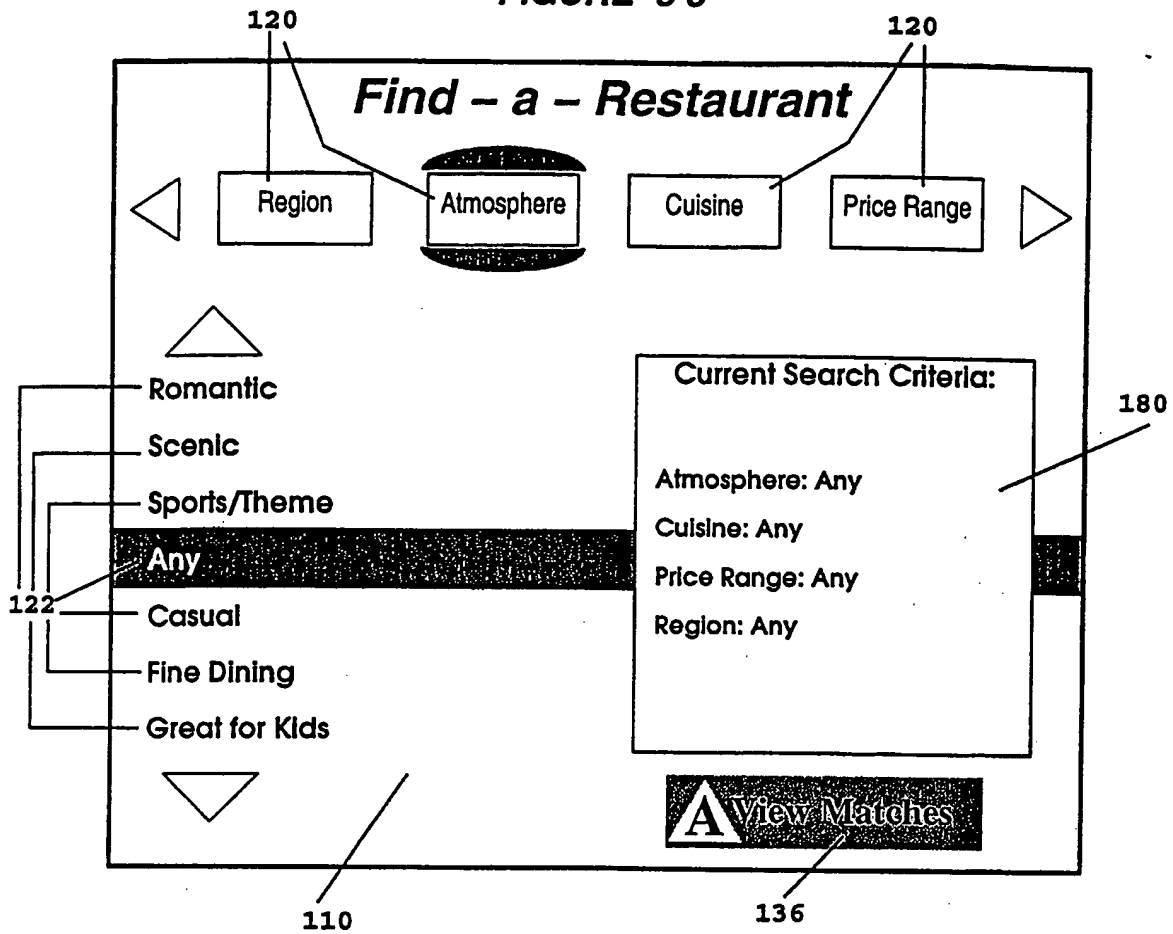 120 120
Find – a – Restaurant
Region Atmosphere Cuisine Price Range
Romantic
Scenic
Sports/Theme
Any
Casual
Fine Dining
Great for Kids
122
Current Search Criteria:
Atmosphere: Any
Cuisine: Any
Price Range: Any
Region: Any
180
A View Matches
110
136